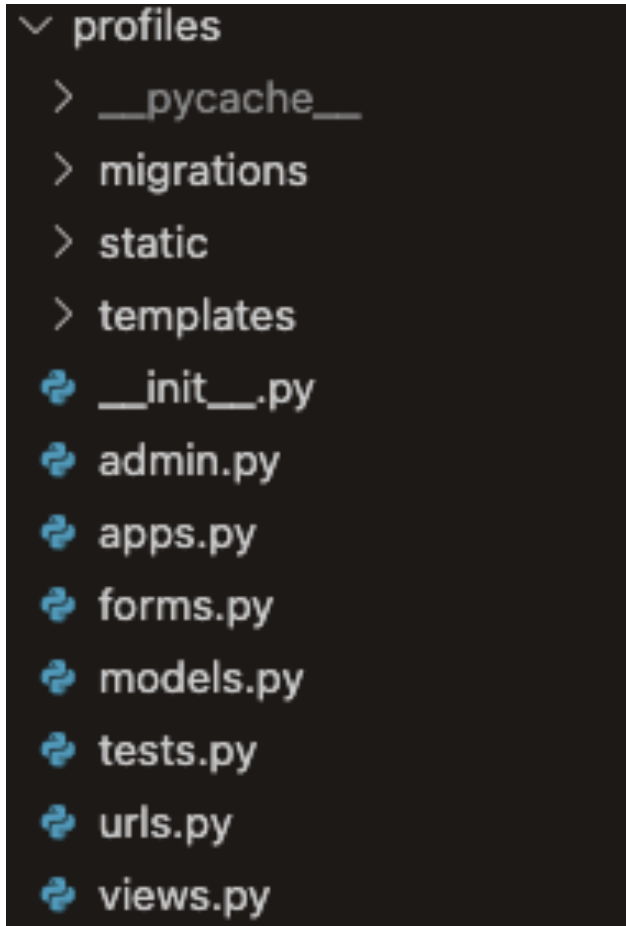 profiles
__pycache__
migrations
static
templates
__init__.py
admin.py
apps.py
forms.py
models.py
tests.py
urls.py
views.py